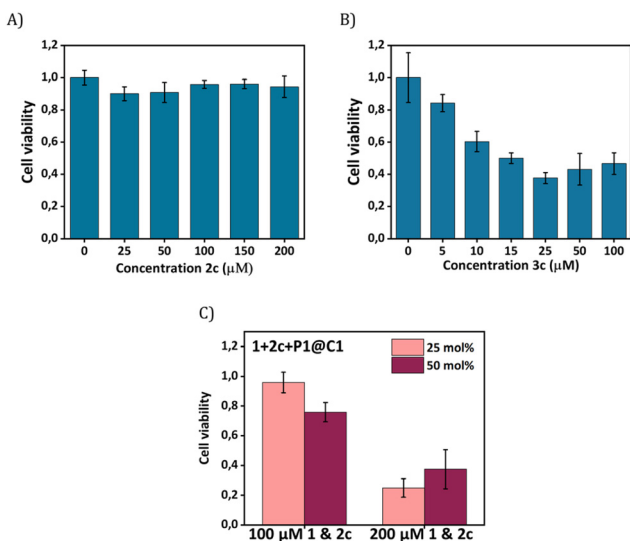 A)
1,2
1,0
0,8
0,6
0,4
0,2
0,0
Cell viability
0 25 50 100 150 200
Concentration 2c (μM)
B)
1,2
1,0
0,8
0,6
0,4
0,2
0,0
Cell viability
0 5 10 15 25 50 100
Concentration 3c (μM)
C)
1+2c+P1@C1
25 mol%
50 mol%
1,2
1,0
0,8
0,6
0,4
0,2
0,0
Cell viability
100 μM 1 & 2c 200 μM 1 & 2c